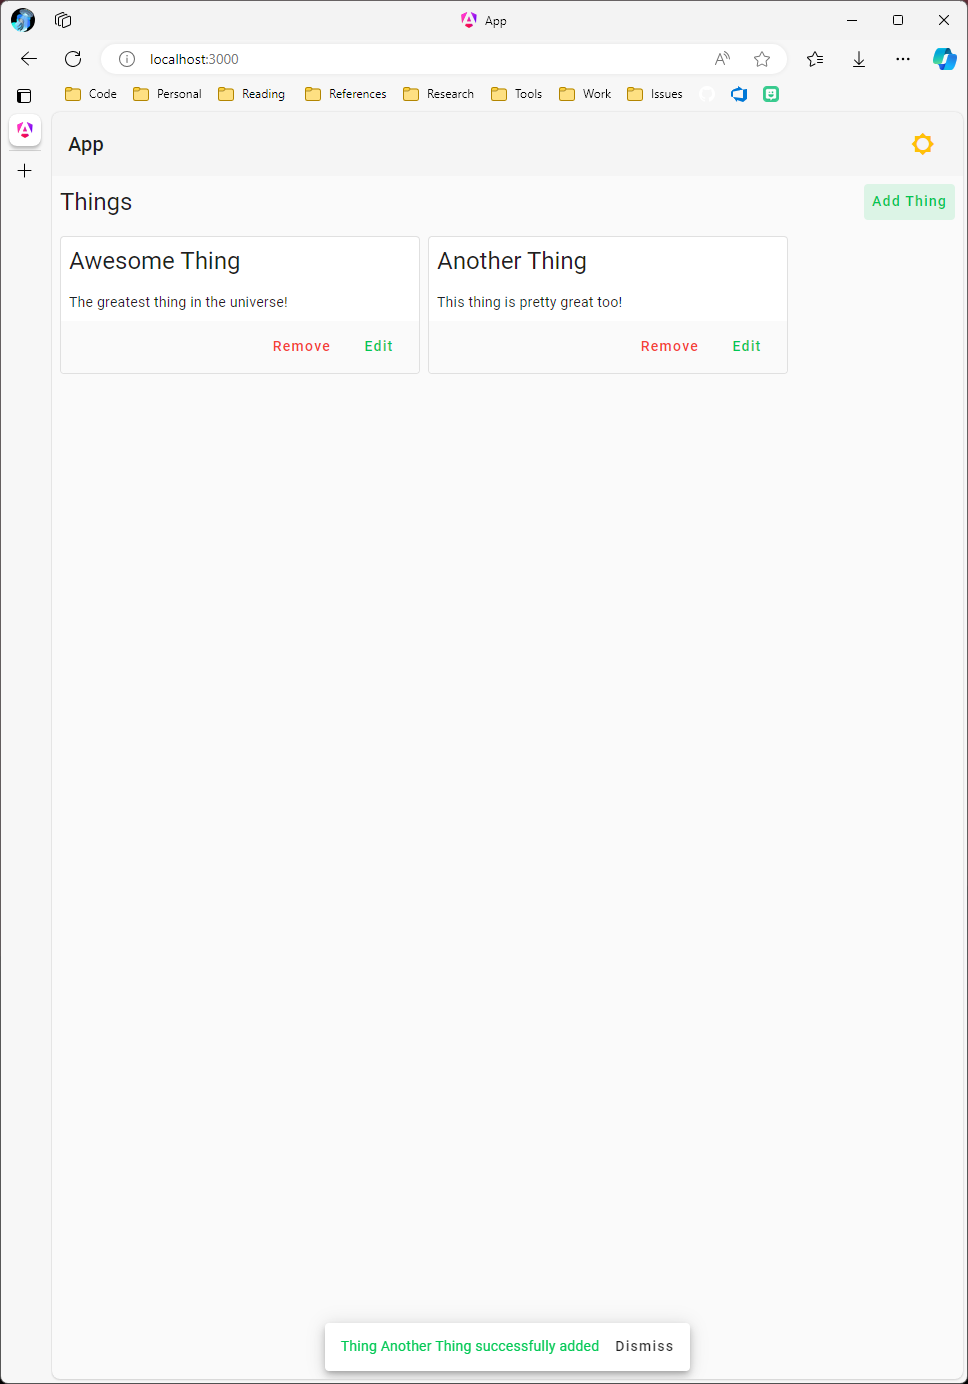 App
localhost:3000
Code Personal Reading References Research Tools Work Issues
App
Things
Add Thing
Awesome Thing
The greatest thing in the universe!
Remove Edit
Another Thing
This thing is pretty great too!
Remove Edit
Thing Another Thing successfully added Dismiss